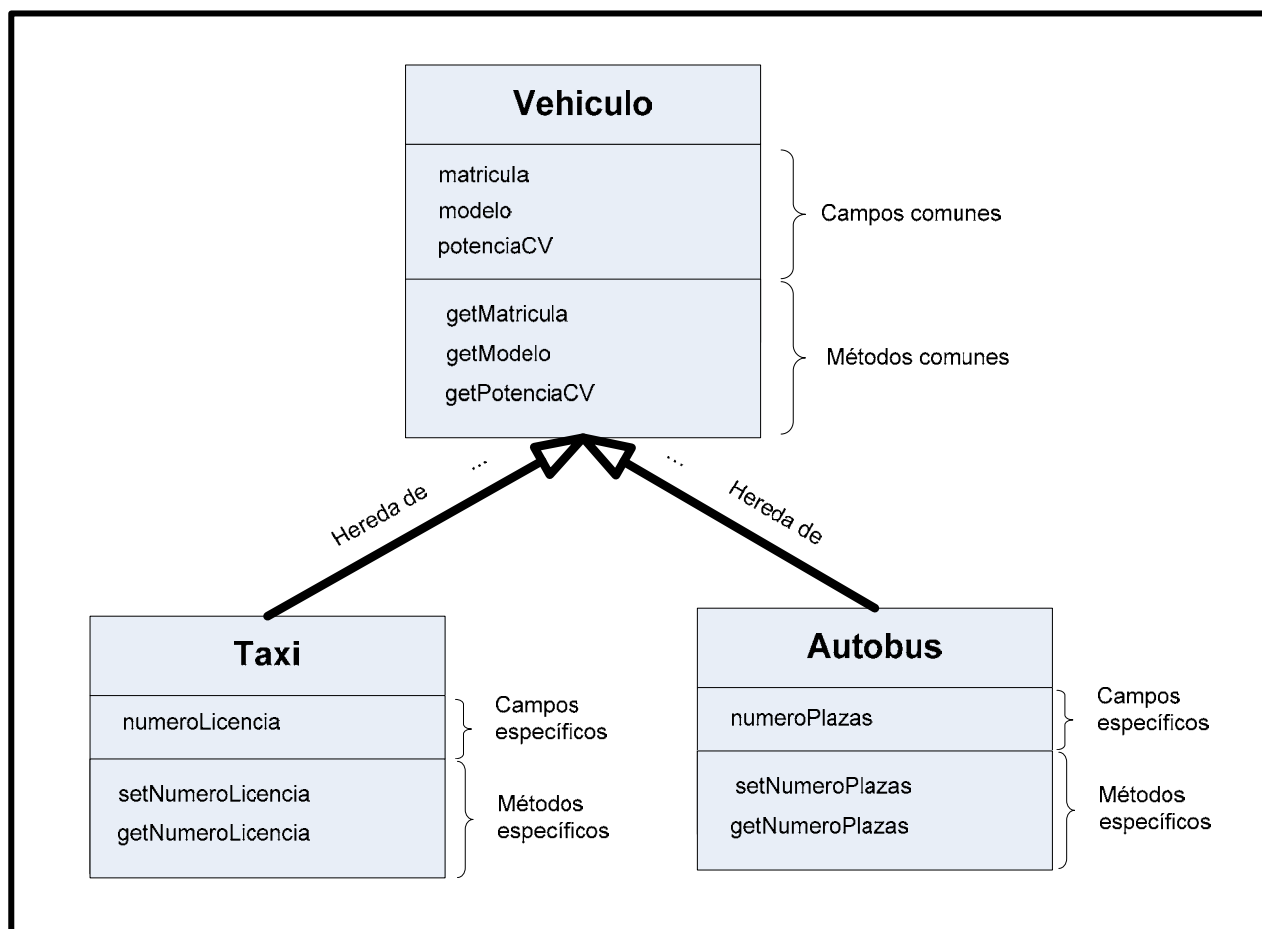 Vehiculo
matricula
modelo
potenciaCV
Campos comunes
getMatricula
getModelo
getPotenciaCV
Métodos comunes
...
...
Hereda de
Hereda de
Taxi
numeroLicencia
Campos
específicos
setNumeroLicencia
getNumeroLicencia
Métodos
específicos
Autobus
numeroPlazas
Campos
específicos
setNumeroPlazas
getNumeroPlazas
Métodos
específicos